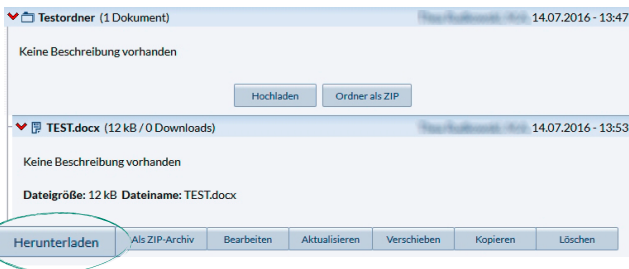 Testordner (1 Dokument) 14.07.2016 - 13:47
Keine Beschreibung vorhanden
Hochladen Ordner als ZIP
TEST.docx (12 kB / 0 Downloads) 14.07.2016 - 13:53
Keine Beschreibung vorhanden
Dateigröße: 12 kB Dateiname: TEST.docx
Herunterladen Als ZIP-Archiv Bearbeiten Aktualisieren Verschieben Kopieren Löschen